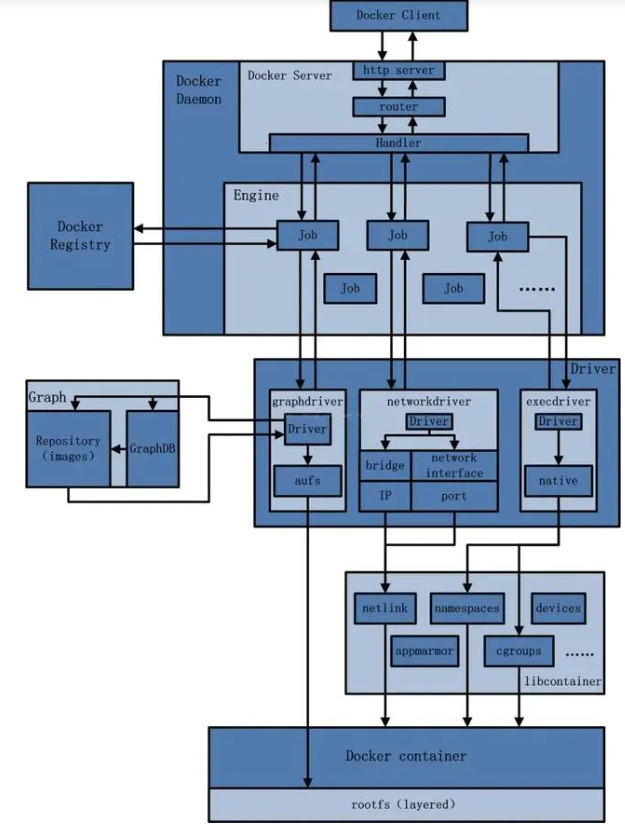 Docker Client
Docker
Daemon
Docker Server
http server
router
Handler
Engine
Docker
Registry
Job
Job
Job
Job
Job
......
Driver
Graph
Repository
(images)
GraphDB
graphdriver
Driver
aufs
networkdriver
Driver
bridge
network
interface
IP
port
execdriver
Driver
native
netlink
namespaces
devices
appmarmor
cgroups
......
libcontainer
Docker container
rootfs (layered)